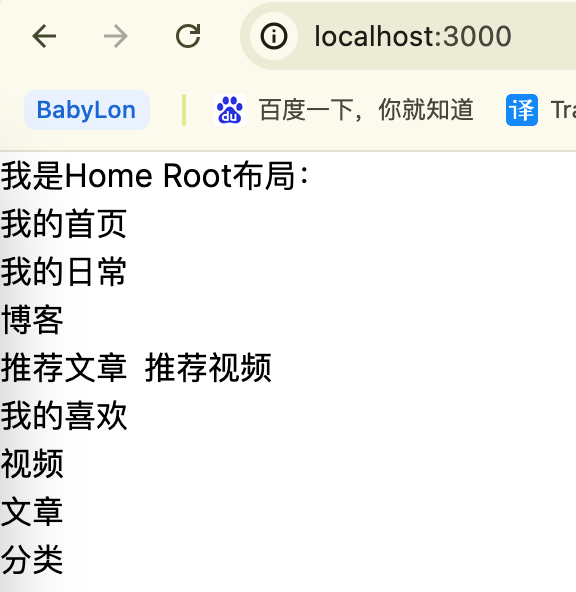 localhost:3000
BabyLon 百度一下，你就知道 译
我是Home Root布局：
我的首页
我的日常
博客
推荐文章 推荐视频
我的喜欢
视频
文章
分类